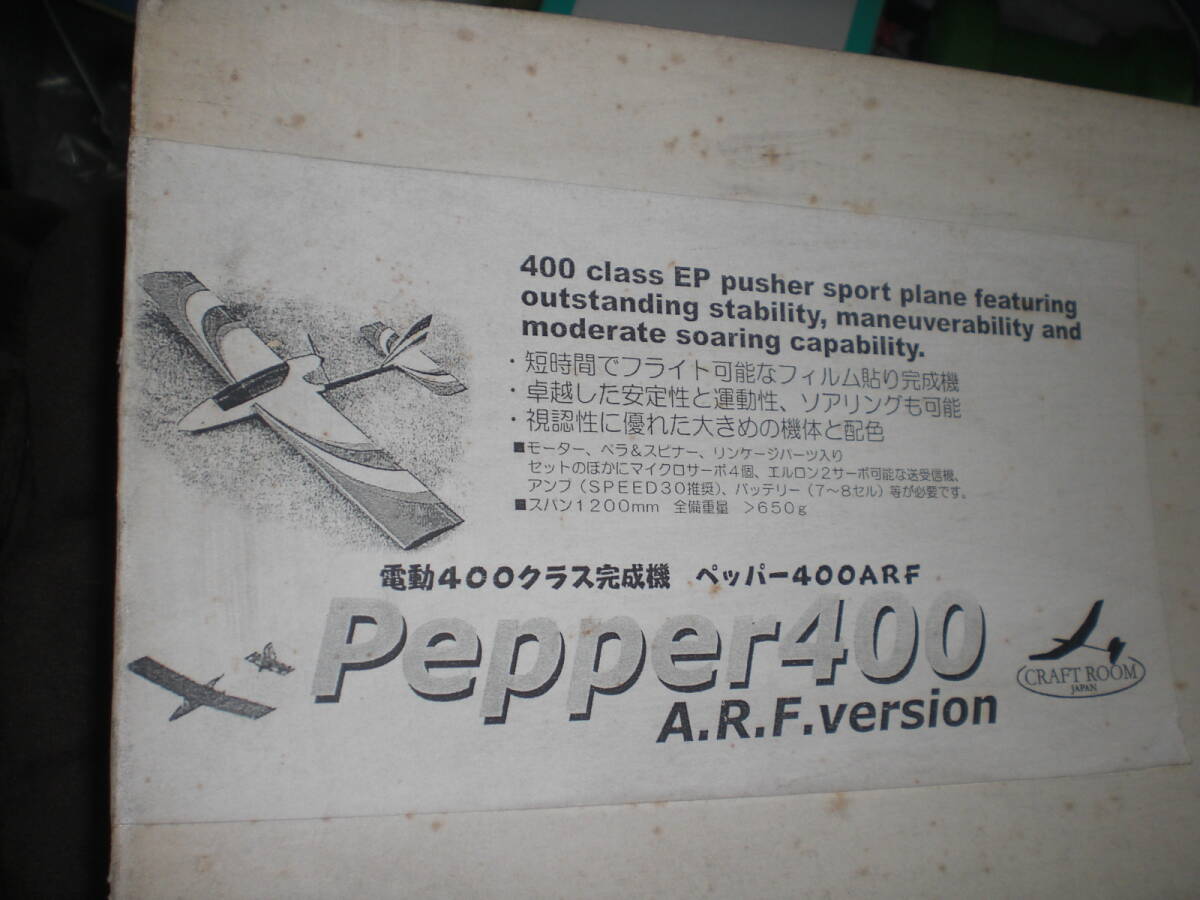 400 class EP pusher sport plane featuring
outstanding stability, maneuverability and
moderate soaring capability.
・短時間でフライト可能なフィルム貼り完成機
・卓越した安定性と運動性、ソアリングも可能
・視認性に優れた大きめの機体と配色
■モーター、ペラ&スピナー、リンケージパーツ入り
セットのほかにマイクロサーボ4個、エルロン2サーボ可能な送受信機、
アンプ(SPEED30推奨)、バッテリー(7〜8セル)等が必要です。
■スパン1200mm 全備重量 >650g
電動400クラス完成機 ペッパー400ARF
Pepper400
A.R.F.version
CRAFT ROOM
JAPAN